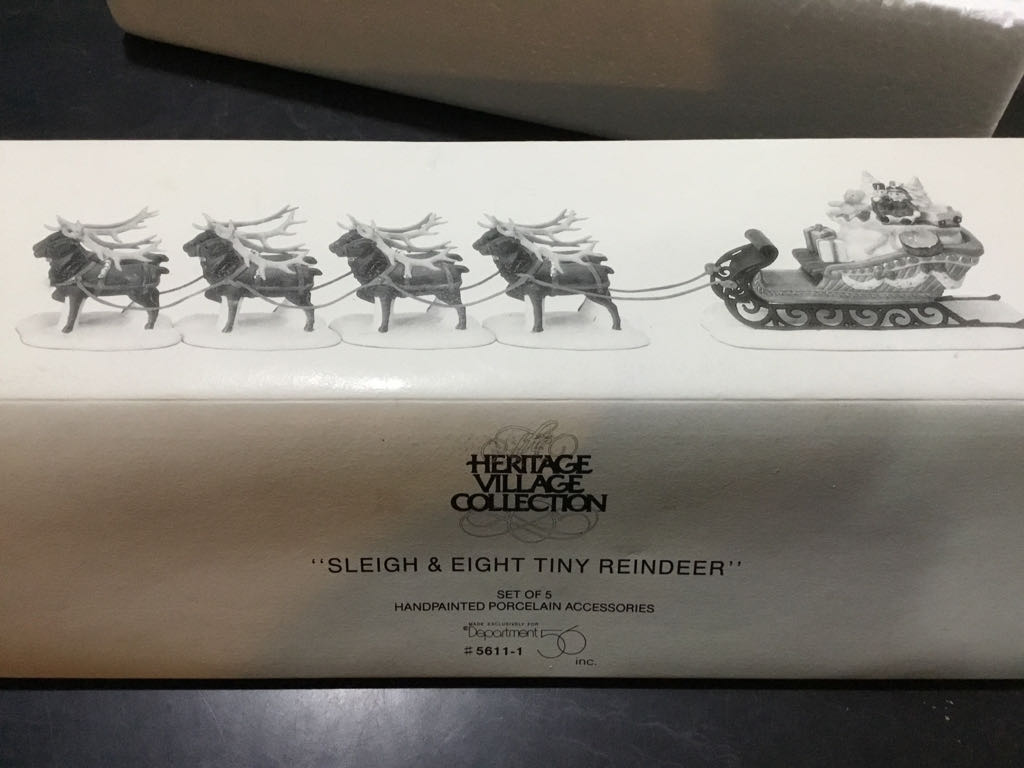 The
HERITAGE
VILLAGE
COLLECTION
‘‘SLEIGH & EIGHT TINY REINDEER’’
SET OF 5
HANDPAINTED PORCELAIN ACCESSORIES
MADE EXCLUSIVELY FOR
©Department 56
#5611-1
inc.